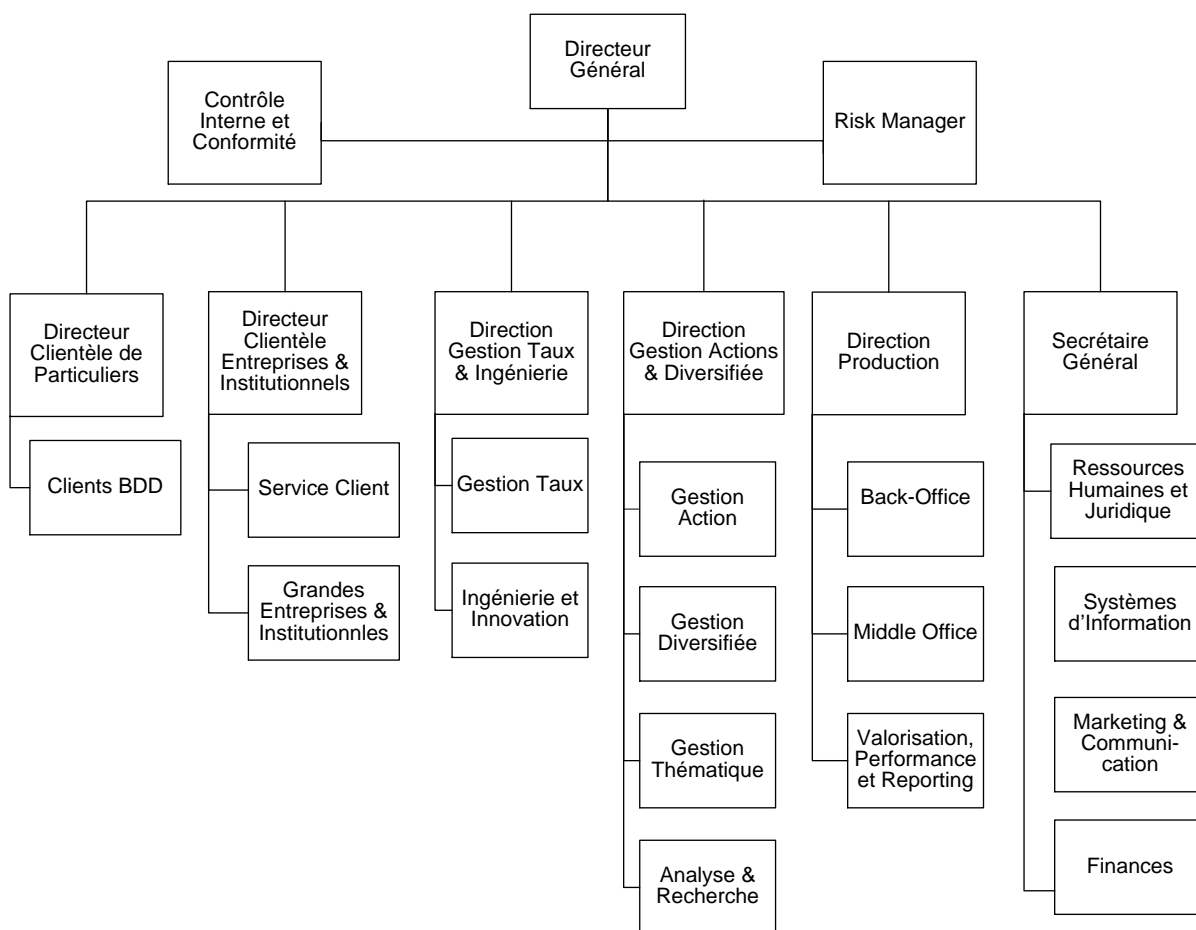 Directeur
Général
Contrôle
Interne et
Conformité
Risk Manager
Directeur
Clientèle de
Particuliers
Directeur
Clientèle
Entreprises &
Institutionnels
Direction
Gestion Taux
& Ingénierie
Direction
Gestion Actions
& Diversifiée
Direction
Production
Secrétaire
Général
Clients BDD
Service Client
Grandes
Entreprises &
Institutionnles
Gestion Taux
Ingénierie et
Innovation
Gestion
Action
Gestion
Diversifiée
Gestion
Thématique
Analyse &
Recherche
Back-Office
Middle Office
Valorisation,
Performance
et Reporting
Ressources
Humaines et
Juridique
Systèmes
d’Information
Marketing &
Communi-
cation
Finances